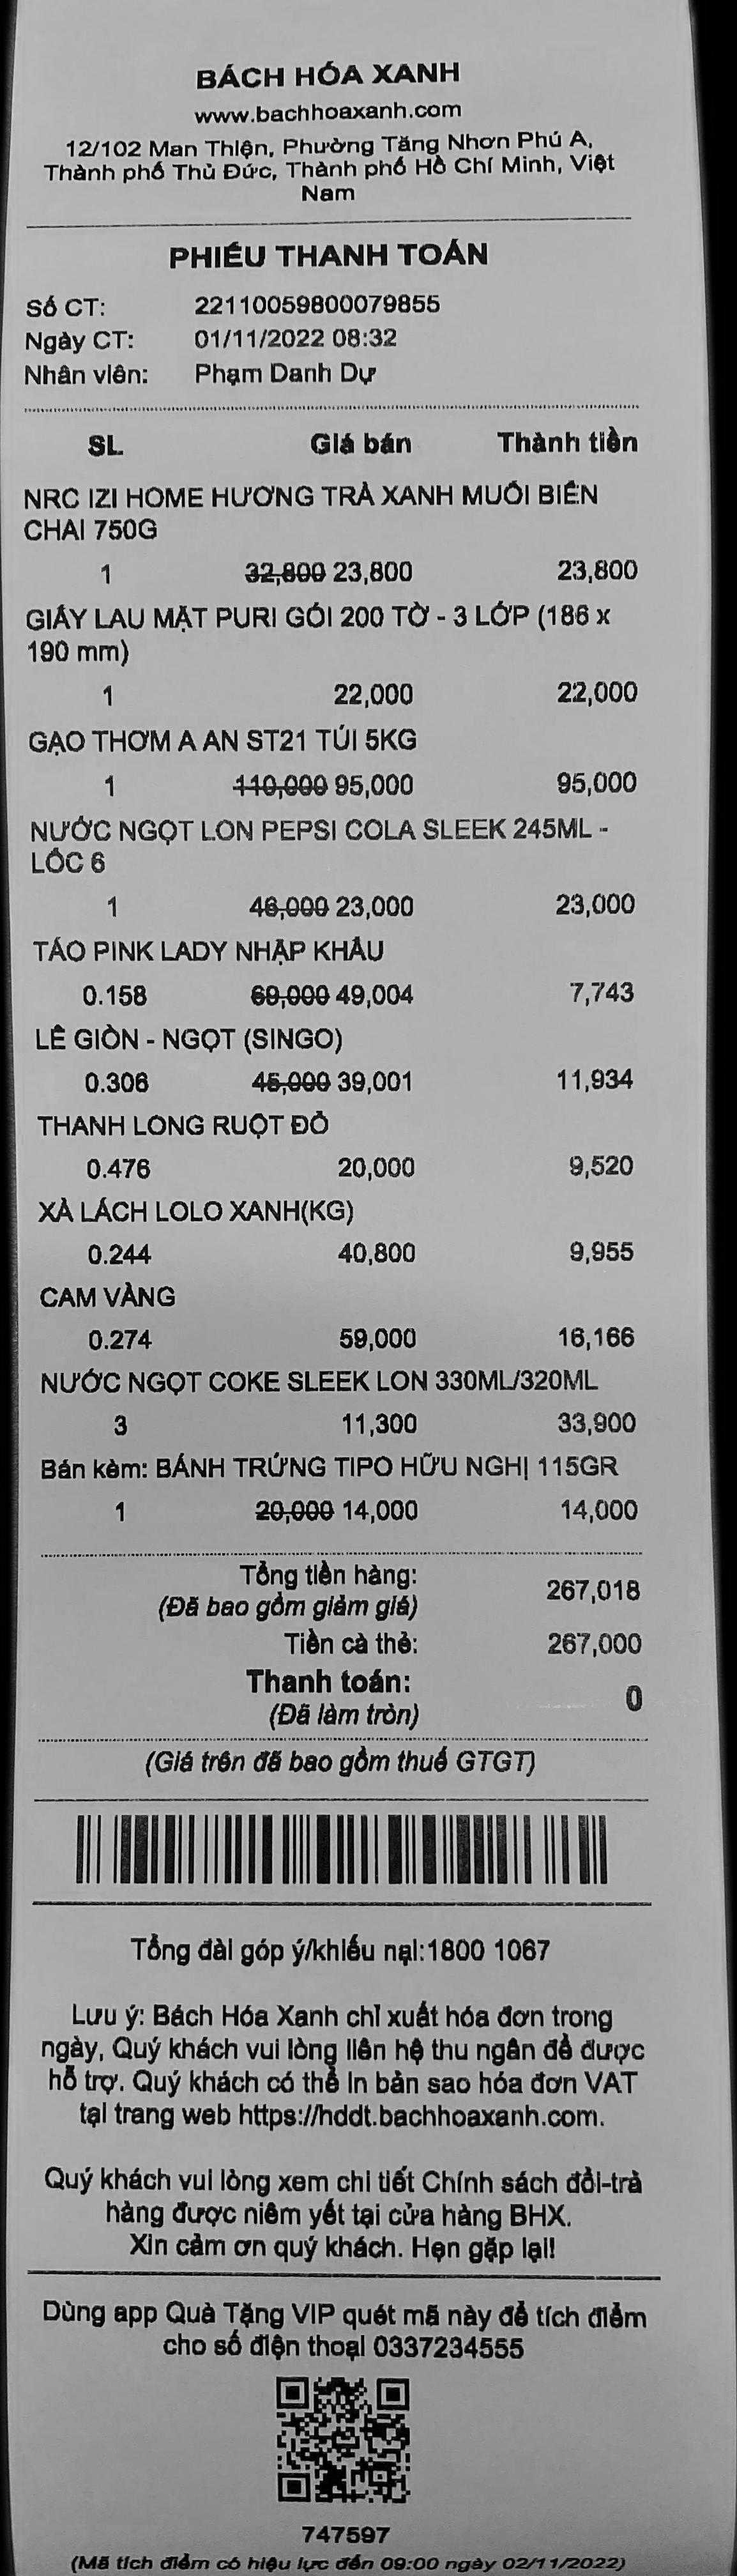 BÁCH HÓA XANH
www.bachhoaxanh.com
12/102 Man Thiện, Phường Tăng Nhơn Phú A,
Thành phố Thủ Đức, Thành phố Hồ Chí Minh, Việt
Nam
PHIẾU THANH TOÁN
Số CT: 22110059800079855
Ngày CT: 01/11/2022 08:32
Nhân viên: Phạm Danh Dự
SL Giá bán Thành tiền
NRC IZI HOME HƯƠNG TRÀ XANH MUỐI BIỂN
CHAI 750G
1 32,800 23,800 23,800
GIẤY LAU MẶT PURI GÓI 200 TỜ - 3 LỚP (186 x
190 mm)
1 22,000 22,000
GẠO THƠM A AN ST21 TÚI 5KG
1 110,000 95,000 95,000
NƯỚC NGỌT LON PEPSI COLA SLEEK 245ML -
LỐC 6
1 46,000 23,000 23,000
TÁO PINK LADY NHẬP KHẨU
0.158 69,000 49,004 7,743
LÊ GIÒN - NGỌT (SINGO)
0.306 45,000 39,001 11,934
THANH LONG RUỘT ĐỎ
0.476 20,000 9,520
XÀ LÁCH LOLO XANH(KG)
0.244 40,800 9,955
CAM VÀNG
0.274 59,000 16,166
NƯỚC NGỌT COKE SLEEK LON 330ML/320ML
3 11,300 33,900
Bán kèm: BÁNH TRỨNG TIPO HỮU NGHỊ 115GR
1 20,000 14,000 14,000
Tổng tiền hàng: 267,018
(Đã bao gồm giảm giá)
Tiền cà thẻ: 267,000
Thanh toán: 0
(Đã làm tròn)
(Giá trên đã bao gồm thuế GTGT)
Tổng đài góp ý/khiếu nại:1800 1067
Lưu ý: Bách Hóa Xanh chỉ xuất hóa đơn trong
ngày, Quý khách vui lòng liên hệ thu ngân để được
hỗ trợ. Quý khách có thể in bản sao hóa đơn VAT
tại trang web https://hddt.bachhoaxanh.com.
Quý khách vui lòng xem chi tiết Chính sách đổi-trả
hàng được niêm yết tại cửa hàng BHX.
Xin cảm ơn quý khách. Hẹn gặp lại!
Dùng app Quà Tặng VIP quét mã này để tích điểm
cho số điện thoại 0337234555
747597
(Mã tích điểm có hiệu lực đến 09:00 ngày 02/11/2022)